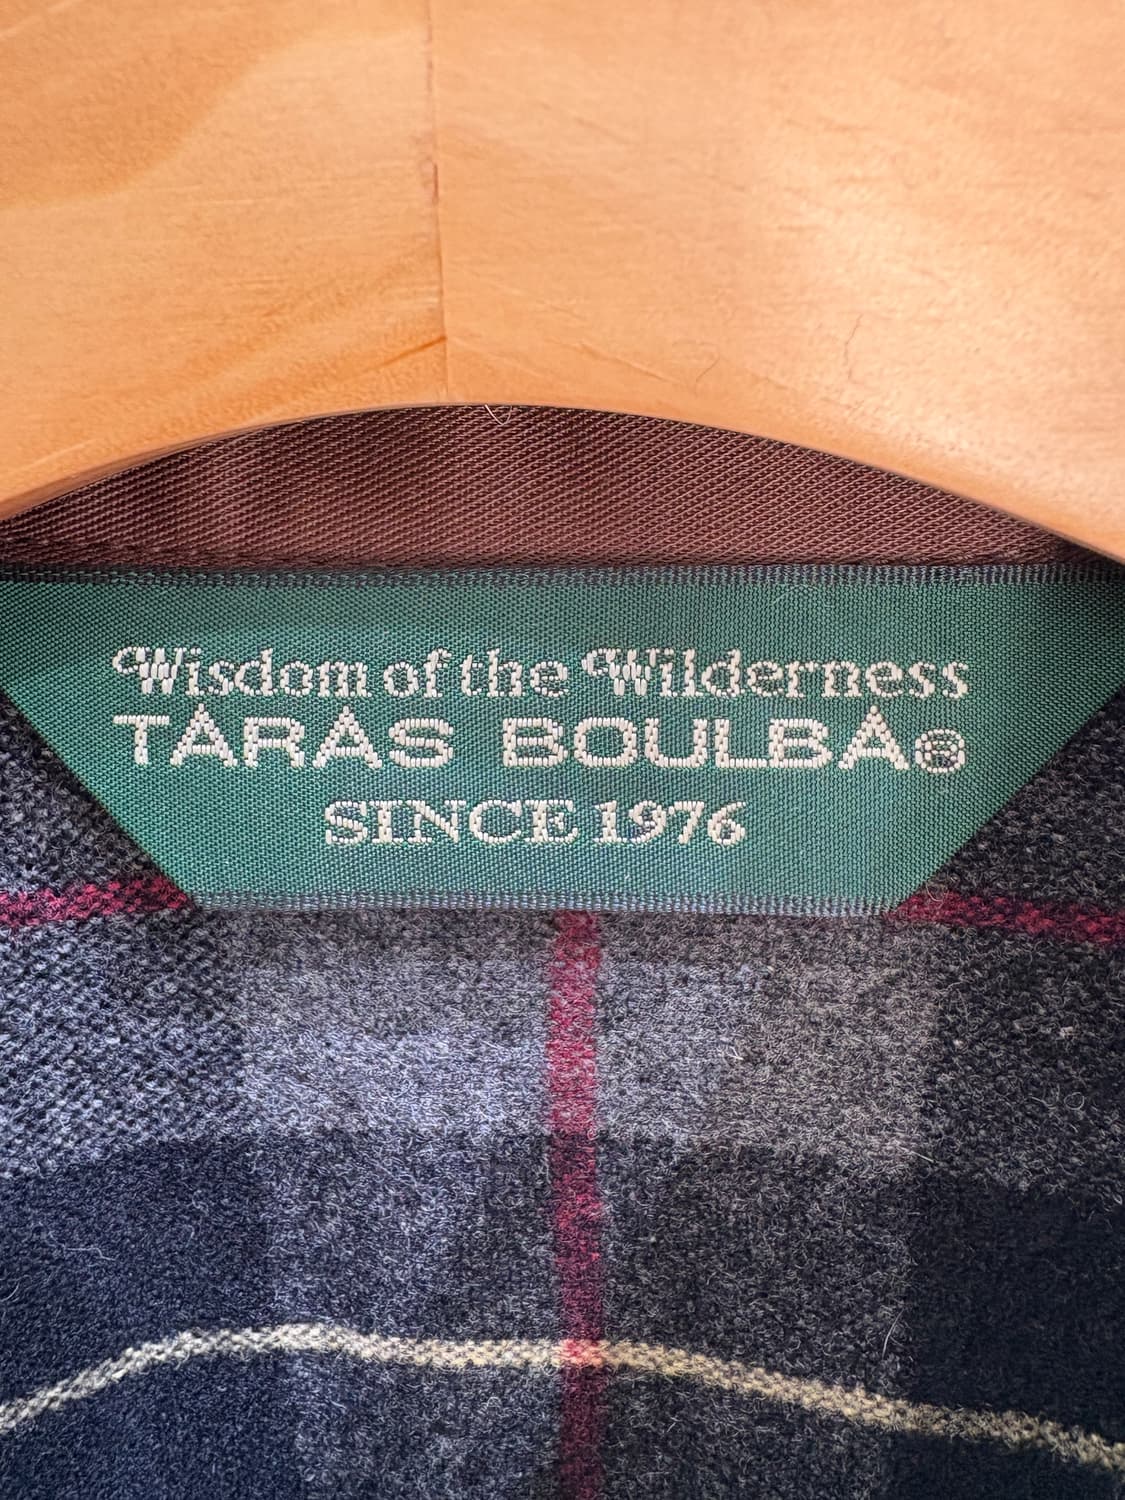 Wisdom of the Wilderness
TARAS BOULBA®
SINCE 1976